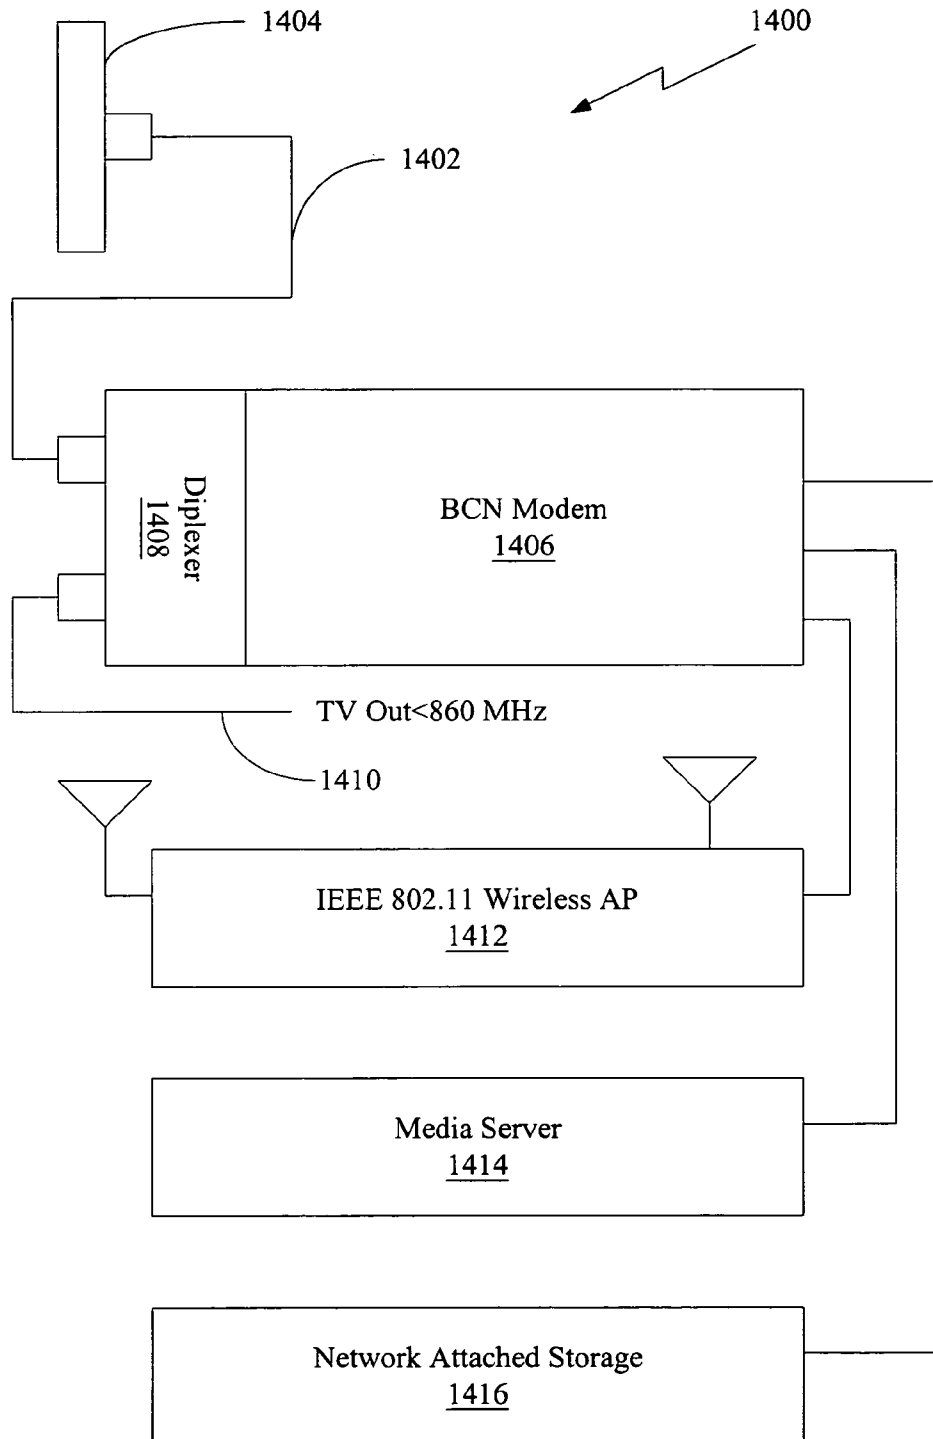 1404
1400
1402
Diplexer
1408
BCN Modem
1406
TV Out<860 MHz
1410
IEEE 802.11 Wireless AP
1412
Media Server
1414
Network Attached Storage
1416